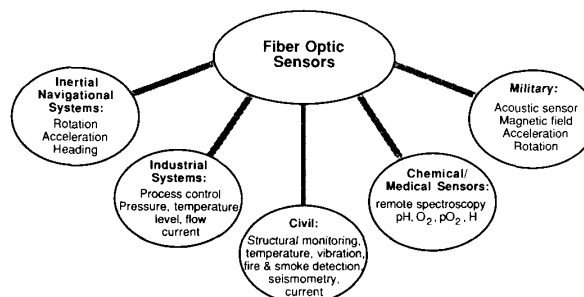 Fiber Optic
Sensors
Inertial
Navigational
Systems:
Rotation
Acceleration
Heading
Industrial
Systems:
Process control
Pressure, temperature
level, flow
current
Civil:
Structural monitoring,
temperature, vibration,
fire & smoke detection,
seismometry,
current
Chemical/
Medical Sensors:
remote spectroscopy
pH, O₂, pO₂, H
Military:
Acoustic sensor
Magnetic field
Acceleration
Rotation